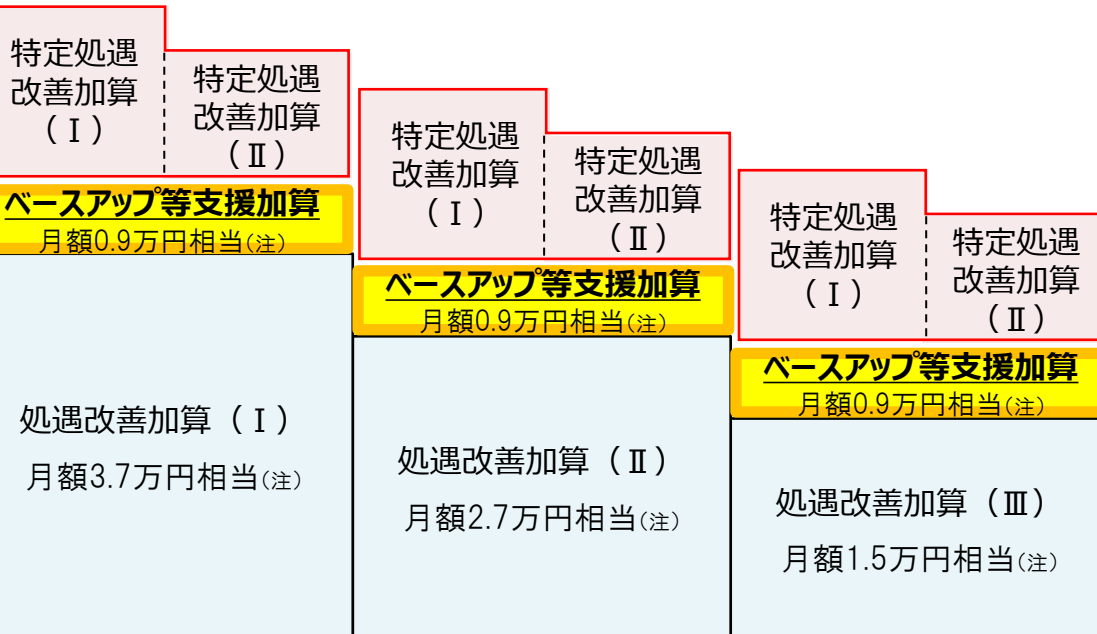 特定処遇
改善加算
（Ⅰ）
特定処遇
改善加算
（Ⅱ）
ベースアップ等支援加算
月額0.9万円相当(注)
処遇改善加算（Ⅰ）
月額3.7万円相当(注)
特定処遇
改善加算
（Ⅰ）
特定処遇
改善加算
（Ⅱ）
ベースアップ等支援加算
月額0.9万円相当(注)
処遇改善加算（Ⅱ）
月額2.7万円相当(注)
特定処遇
改善加算
（Ⅰ）
特定処遇
改善加算
（Ⅱ）
ベースアップ等支援加算
月額0.9万円相当(注)
処遇改善加算（Ⅲ）
月額1.5万円相当(注)